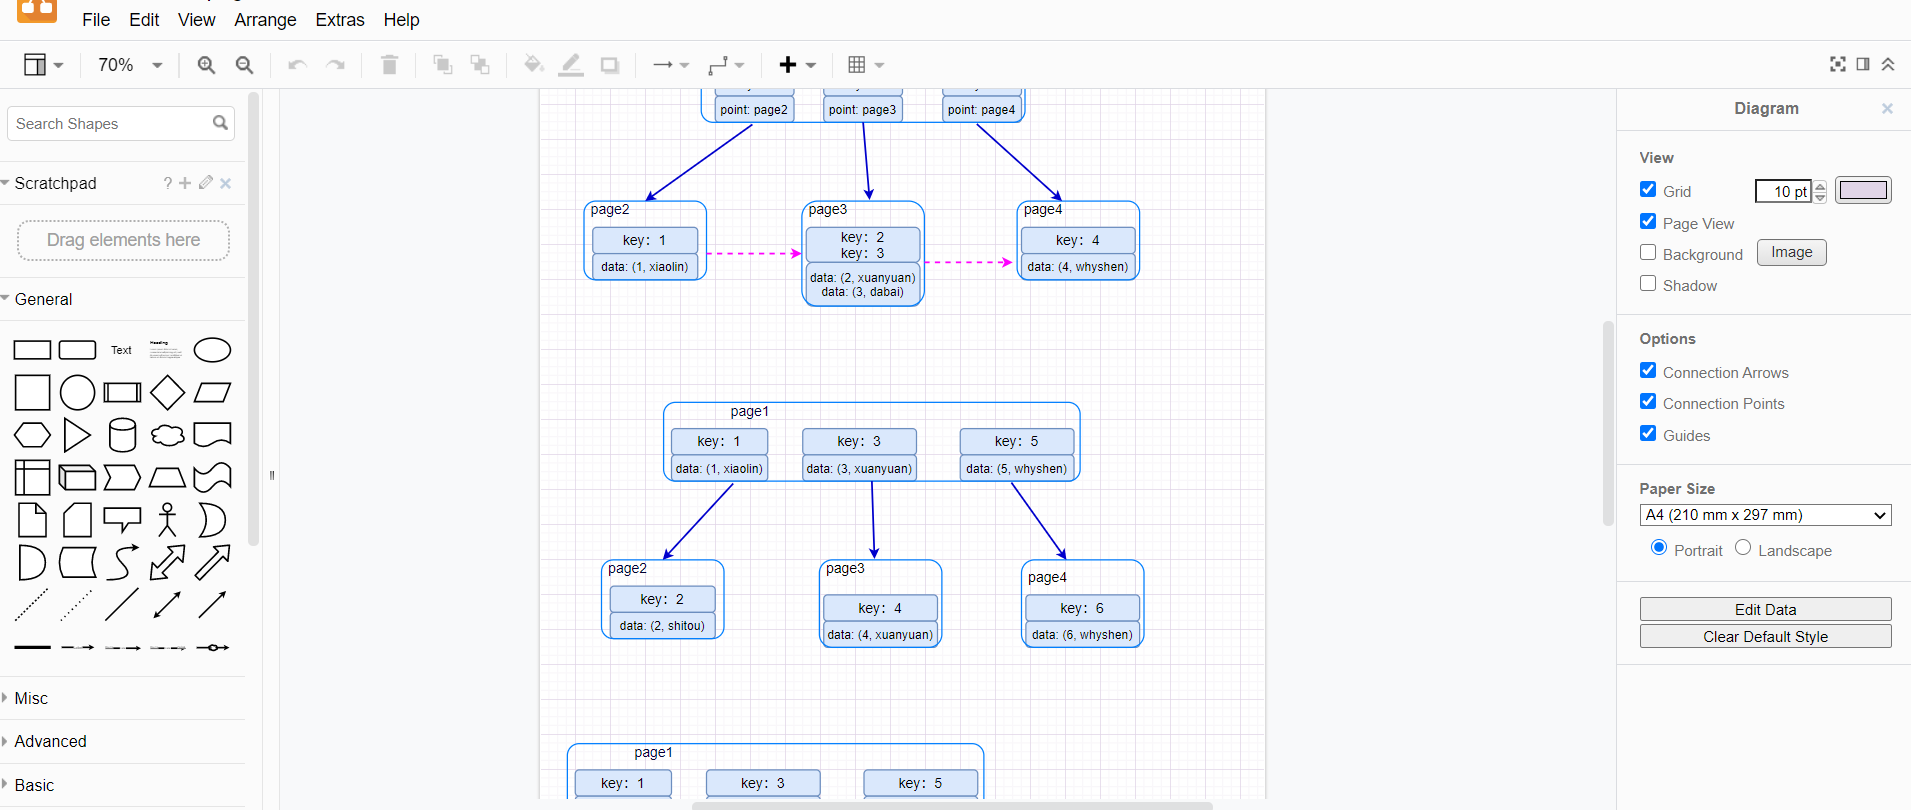 File Edit View Arrange Extras Help
70%
Search Shapes
Scratchpad
?
Drag elements here
General
Text
Heading
Misc
Advanced
Basic
point: page2
point: page3
point: page4
page2
key: 1
data: (1, xiaolin)
page3
key: 2
key: 3
data: (2, xuanyuan)
data: (3, dabai)
page4
key: 4
data: (4, whyshen)
page1
key: 1
data: (1, xiaolin)
key: 3
data: (3, xuanyuan)
key: 5
data: (5, whyshen)
page2
key: 2
data: (2, shitou)
page3
key: 4
data: (4, xuanyuan)
page4
key: 6
data: (6, whyshen)
page1
key: 1
key: 3
key: 5
Diagram
View
Grid
10 pt
Page View
Background
Image
Shadow
Options
Connection Arrows
Connection Points
Guides
Paper Size
A4 (210 mm x 297 mm)
Portrait
Landscape
Edit Data
Clear Default Style